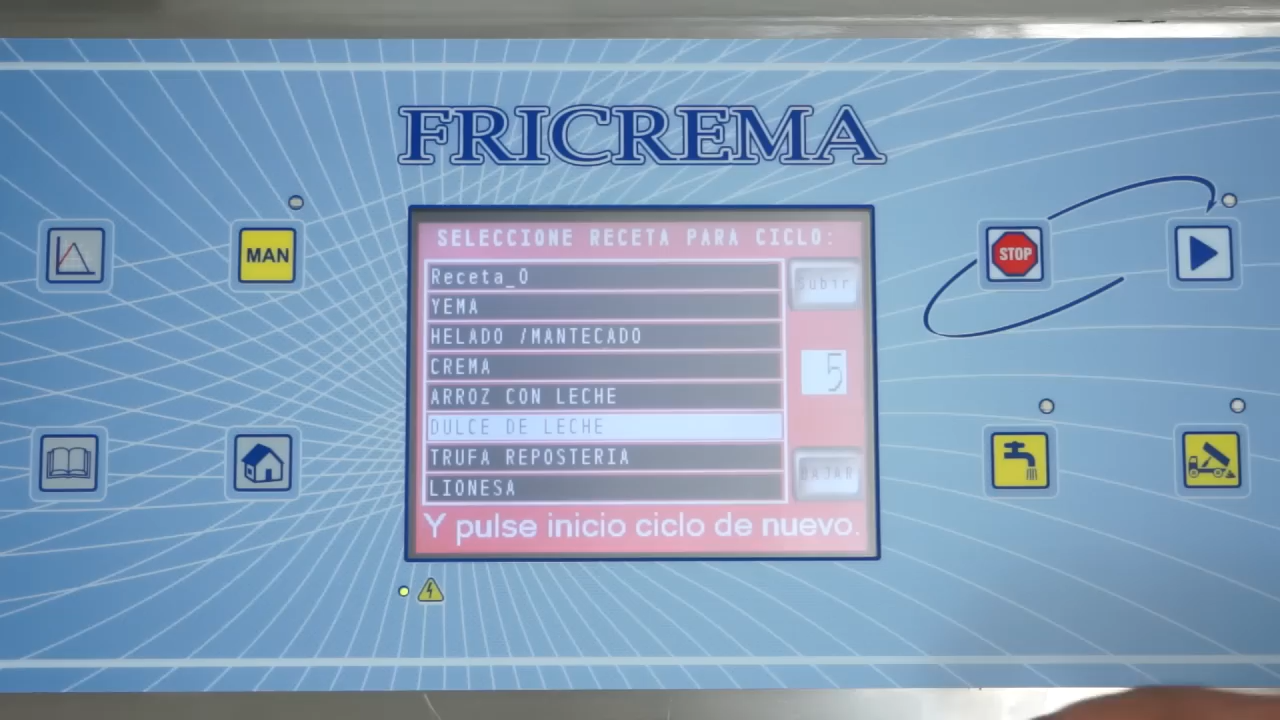 FRICREMA
MAN
STOP
SELECCIONE RECETA PARA CICLO:
Receta_0
Subir
YEMA
HELADO /MANTECADO
CREMA
5
ARROZ CON LECHE
DULCE DE LECHE
TRUFA REPOSTERIA
BAJAR
LIONESA
Y pulse inicio ciclo de nuevo.